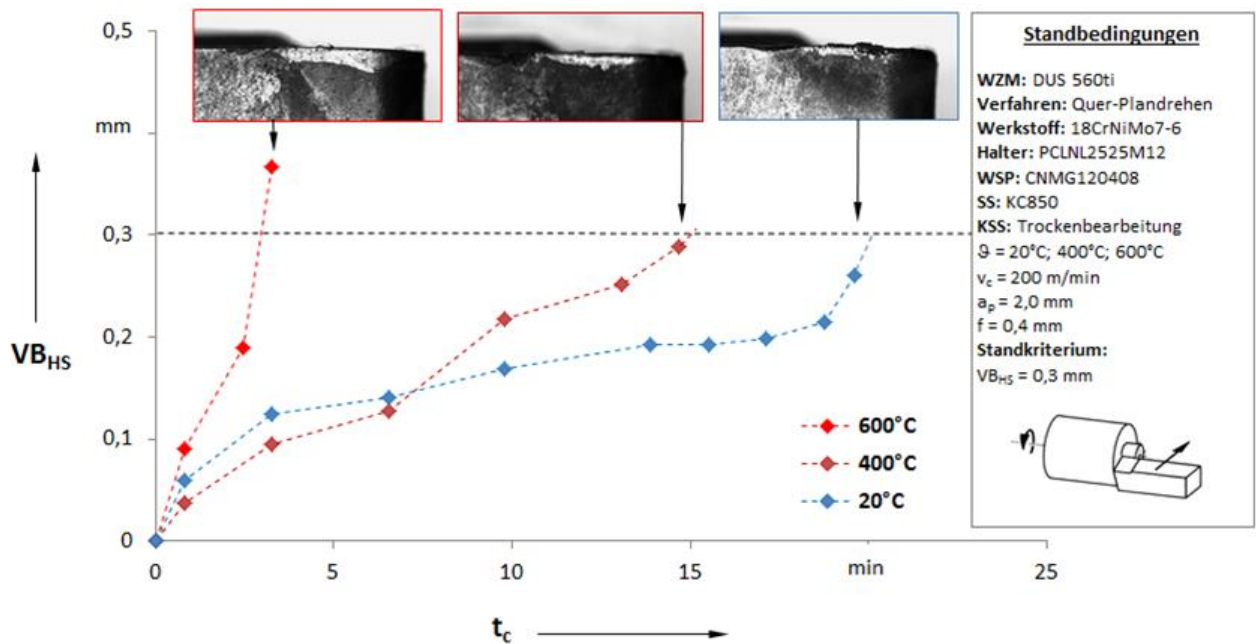 0,5
mm
0,3
0,2
0,1
0
VB_HS
0
5
10
15
min
25
t_c
600°C
400°C
20°C
Standbedingungen
WZM: DUS 560ti
Verfahren: Quer-Plandrehen
Werkstoff: 18CrNiMo7-6
Halter: PCLNL2525M12
WSP: CNMG120408
SS: KC850
KSS: Trockenbearbeitung
ϑ = 20°C; 400°C; 600°C
v_c = 200 m/min
a_p = 2,0 mm
f = 0,4 mm
Standkriterium:
VB_HS = 0,3 mm